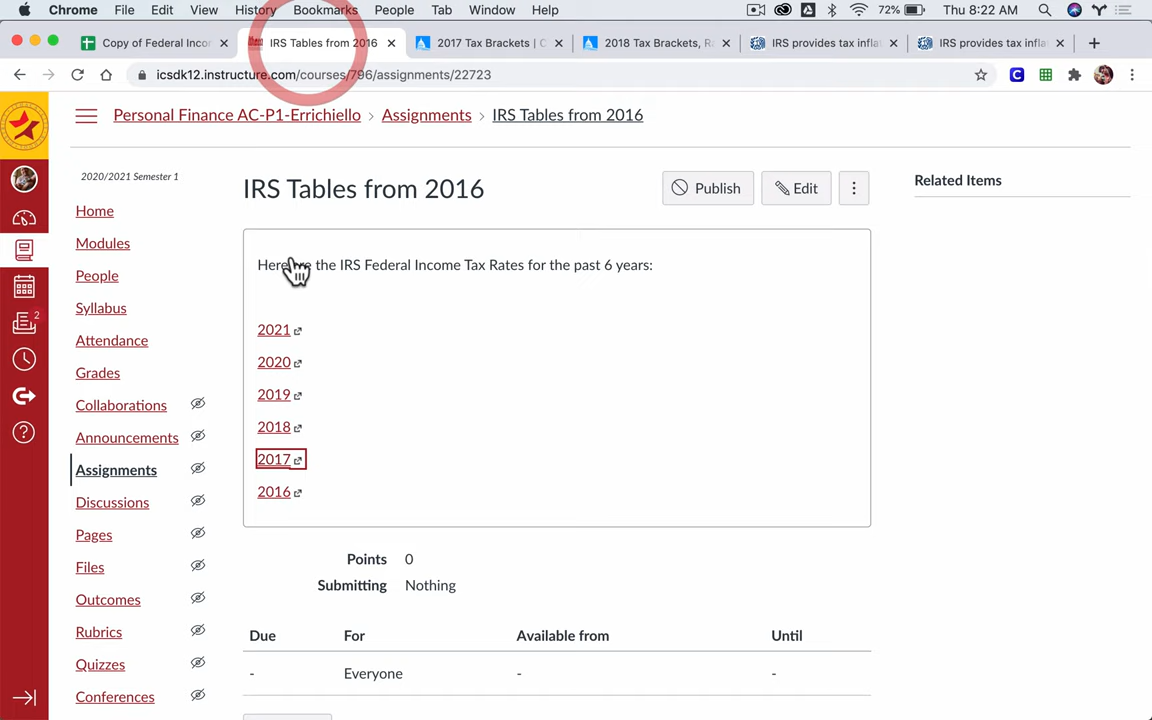 Chrome File Edit View History Bookmarks People Tab Window Help 72% Thu 8:22 AM
Copy of Federal Incor IRS Tables from 2016 2017 Tax Brackets | C 2018 Tax Brackets, R IRS provides tax inflat IRS provides tax inflat
icsdk12.instructure.com/courses/796/assignments/22723
Personal Finance AC-P1-Errichiello › Assignments › IRS Tables from 2016
2020/2021 Semester 1
Home
Modules
People
Syllabus
Attendance
Grades
Collaborations
Announcements
Assignments
Discussions
Pages
Files
Outcomes
Rubrics
Quizzes
Conferences
2
IRS Tables from 2016
Publish Edit
Related Items
Here the IRS Federal Income Tax Rates for the past 6 years:
2021
2020
2019
2018
2017
2016
Points 0
Submitting Nothing
Due For Available from Until
- Everyone - -